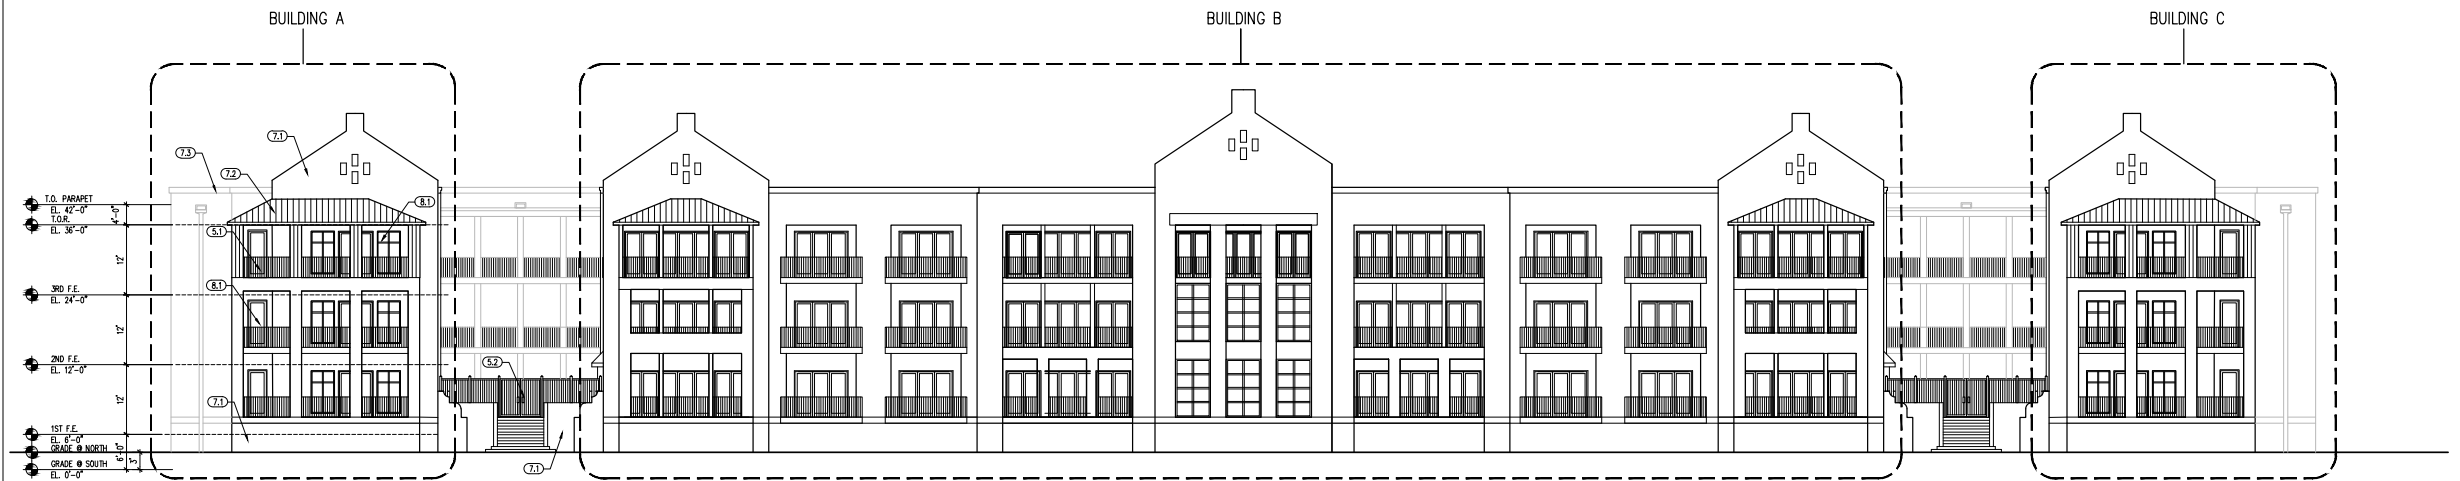 BUILDING A
BUILDING B
BUILDING C
7.1
7.3
7.2
8.1
T.O. PARAPET
EL. 42'-0"
T.O.R.
EL. 36'-0"
4'-0"
5.1
12'
8.1
3RD F.E.
EL. 24'-0"
12'
2ND F.E.
EL. 12'-0"
5.2
12'
7.1
1ST F.E.
EL. 6'-0"
GRADE @ NORTH
6'-0"
GRADE @ SOUTH
3'
EL. 0'-0"
7.1